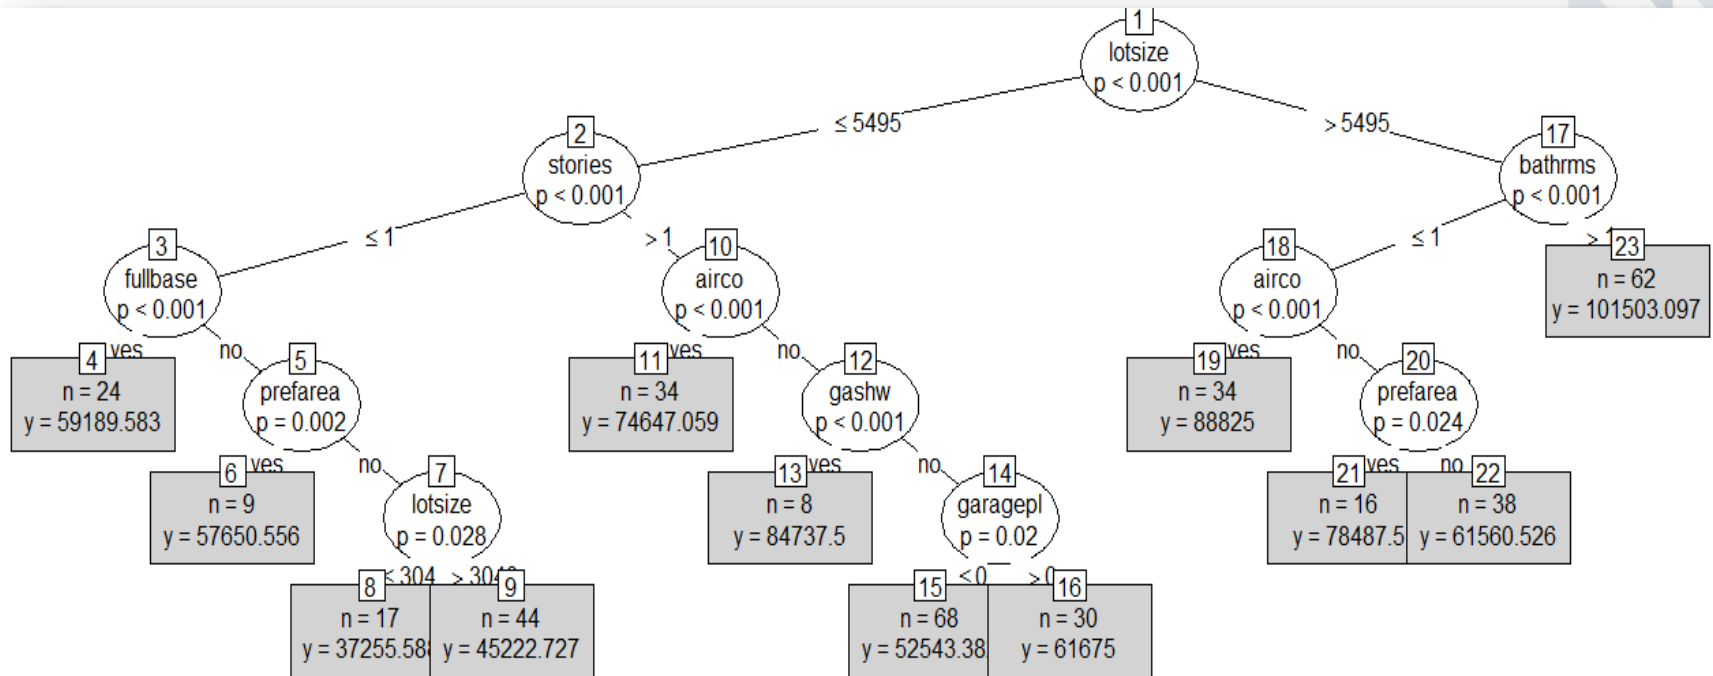 1
lotsize
p < 0.001
≤ 5495
> 5495
2
stories
p < 0.001
17
bathrms
p < 0.001
≤ 1
> 1
≤ 1
> 1
3
fullbase
p < 0.001
10
airco
p < 0.001
18
airco
p < 0.001
23
n = 62
y = 101503.097
yes
no
yes
no
yes
no
4
n = 24
y = 59189.583
5
prefarea
p = 0.002
11
n = 34
y = 74647.059
12
gashw
p < 0.001
19
n = 34
y = 88825
20
prefarea
p = 0.024
yes
no
yes
no
yes
no
6
n = 9
y = 57650.556
7
lotsize
p = 0.028
13
n = 8
y = 84737.5
14
garagepl
p = 0.02
21
n = 16
y = 78487.5
22
n = 38
y = 61560.526
8
n = 17
9
n = 44
y = 45222.727
15
n = 68
y = 52543.38
16
n = 30
y = 61675